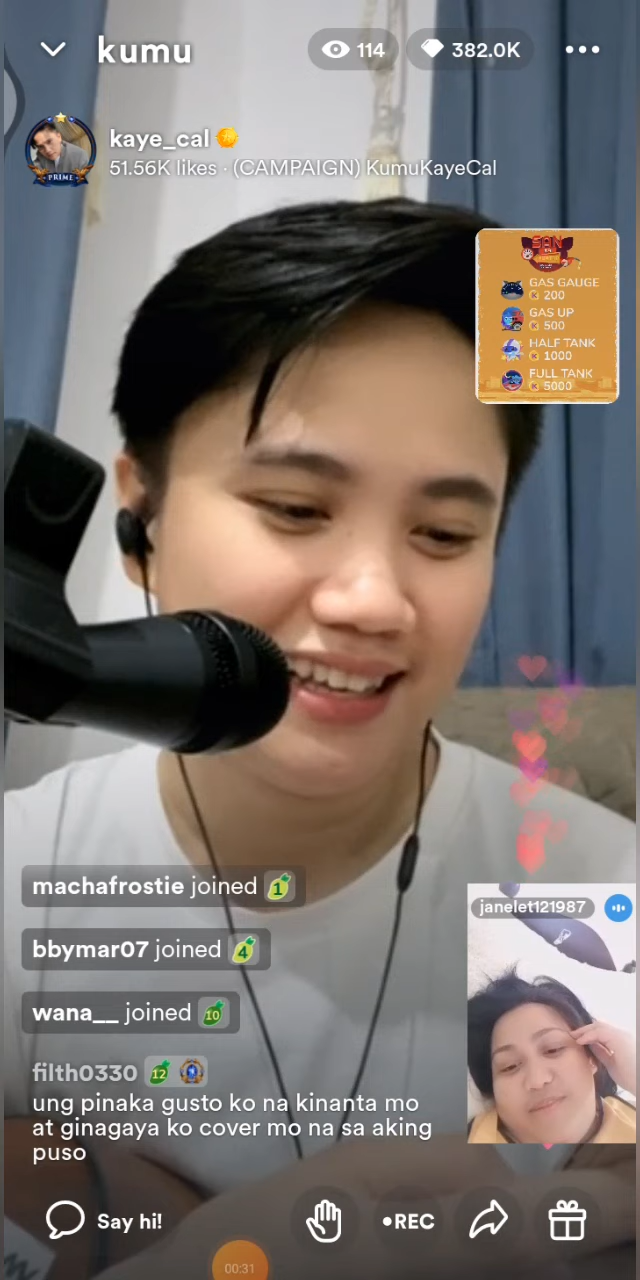 kumu
114
382.0K
kaye_cal
PRIME
51.56K likes · (CAMPAIGN) KumuKayeCal
GAS GAUGE
200
GAS UP
500
HALF TANK
1000
FULL TANK
5000
machafrostie joined 1
bbymar07 joined 4
janelet121987
wana__ joined 10
filth0330 12
ung pinaka gusto ko na kinanta mo
at ginagaya ko cover mo na sa aking
puso
Say hi!
•REC
00:31